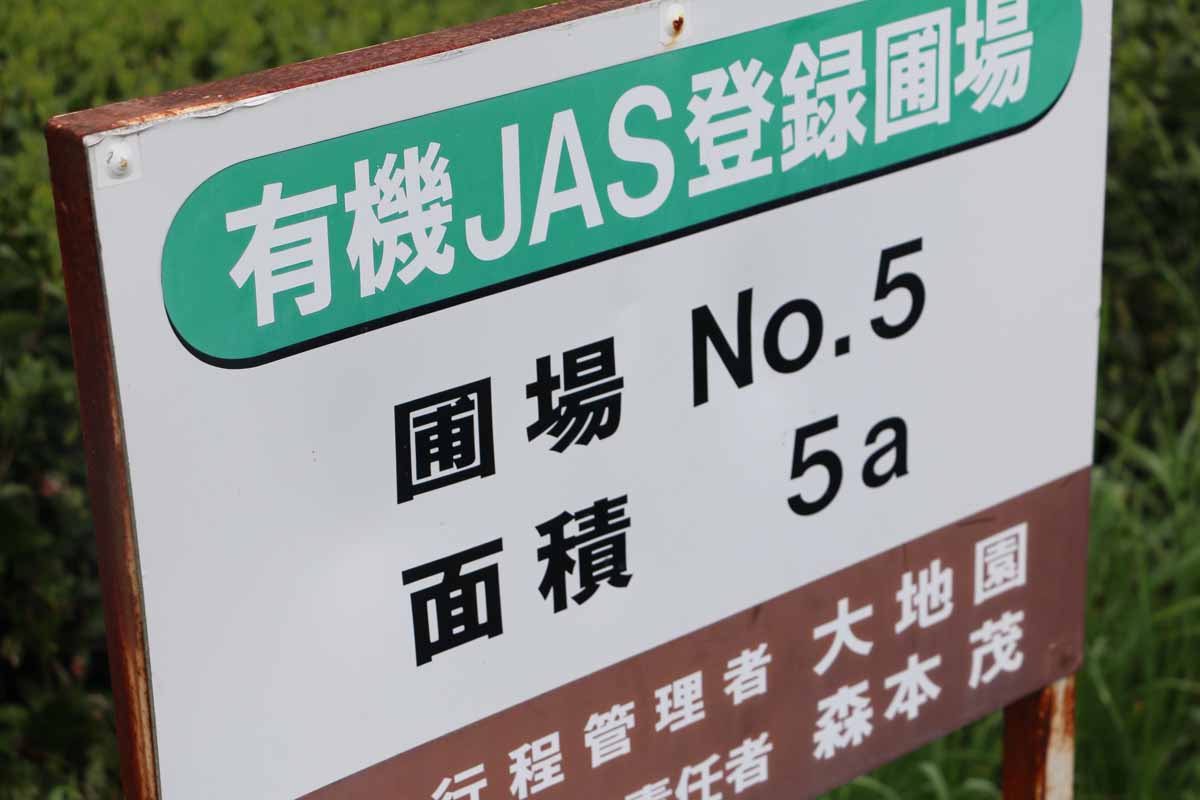 有機JAS登録圃場
圃場 No.5
面積 5a
行程管理者 大地園
責任者 森本茂